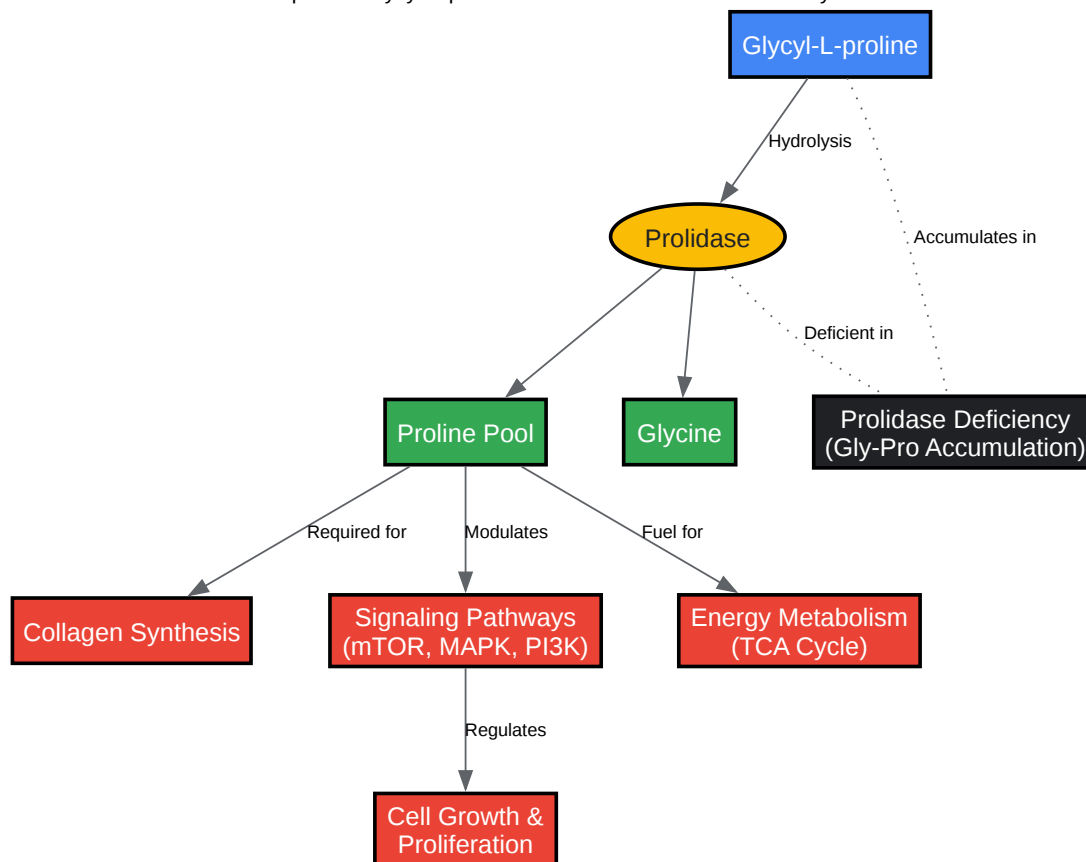 Glycyl-L-proline
Hydrolysis
Prolidase
Accumulates in
Deficient in
Proline Pool
Glycine
Prolidase Deficiency
(Gly-Pro Accumulation)
Required for
Modulates
Fuel for
Collagen Synthesis
Signaling Pathways
(mTOR, MAPK, PI3K)
Energy Metabolism
(TCA Cycle)
Regulates
Cell Growth &
Proliferation